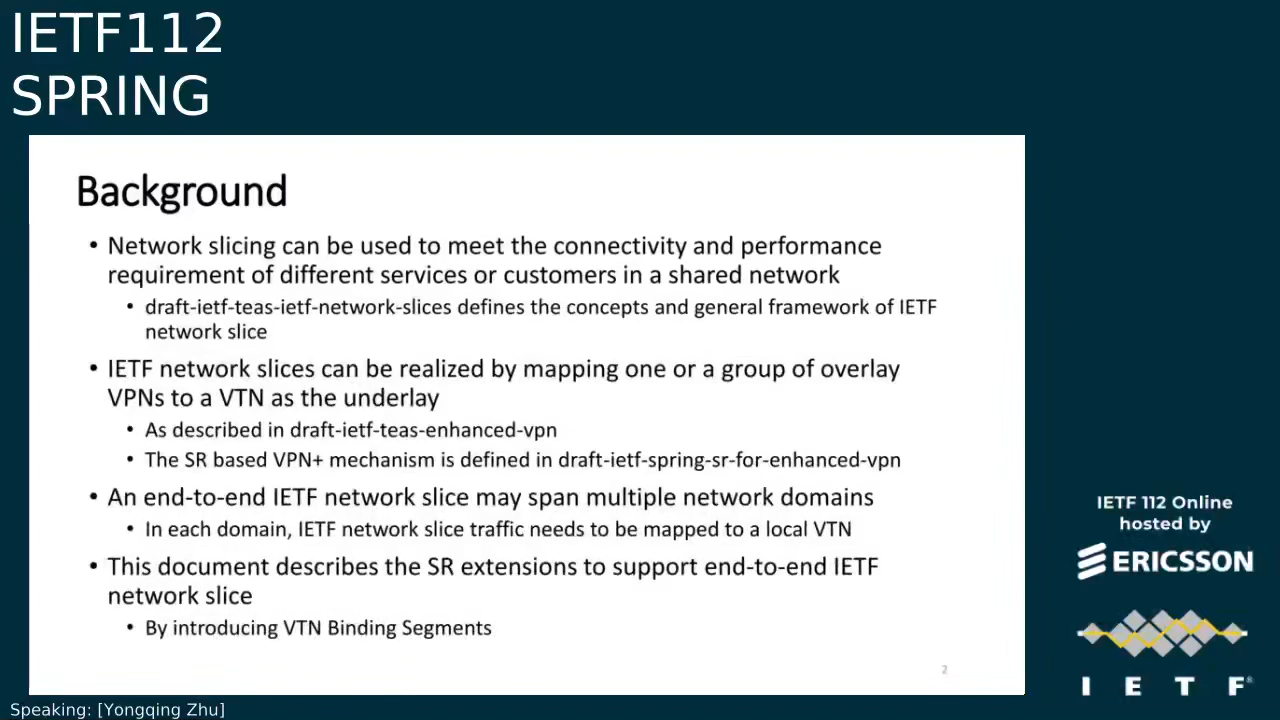 IETF112
SPRING
Background
• Network slicing can be used to meet the connectivity and performance
requirement of different services or customers in a shared network
• draft-ietf-teas-ietf-network-slices defines the concepts and general framework of IETF
network slice
• IETF network slices can be realized by mapping one or a group of overlay
VPNs to a VTN as the underlay
• As described in draft-ietf-teas-enhanced-vpn
• The SR based VPN+ mechanism is defined in draft-ietf-spring-sr-for-enhanced-vpn
• An end-to-end IETF network slice may span multiple network domains
• In each domain, IETF network slice traffic needs to be mapped to a local VTN
• This document describes the SR extensions to support end-to-end IETF
network slice
• By introducing VTN Binding Segments
2
IETF 112 Online
hosted by
ERICSSON
I E T F®
Speaking: [Yongqing Zhu]